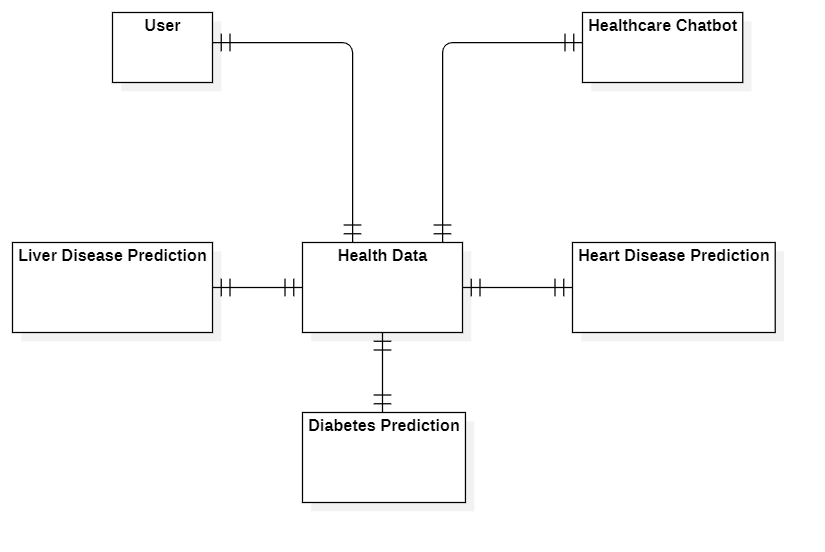 User
Healthcare Chatbot
Liver Disease Prediction
Health Data
Heart Disease Prediction
Diabetes Prediction